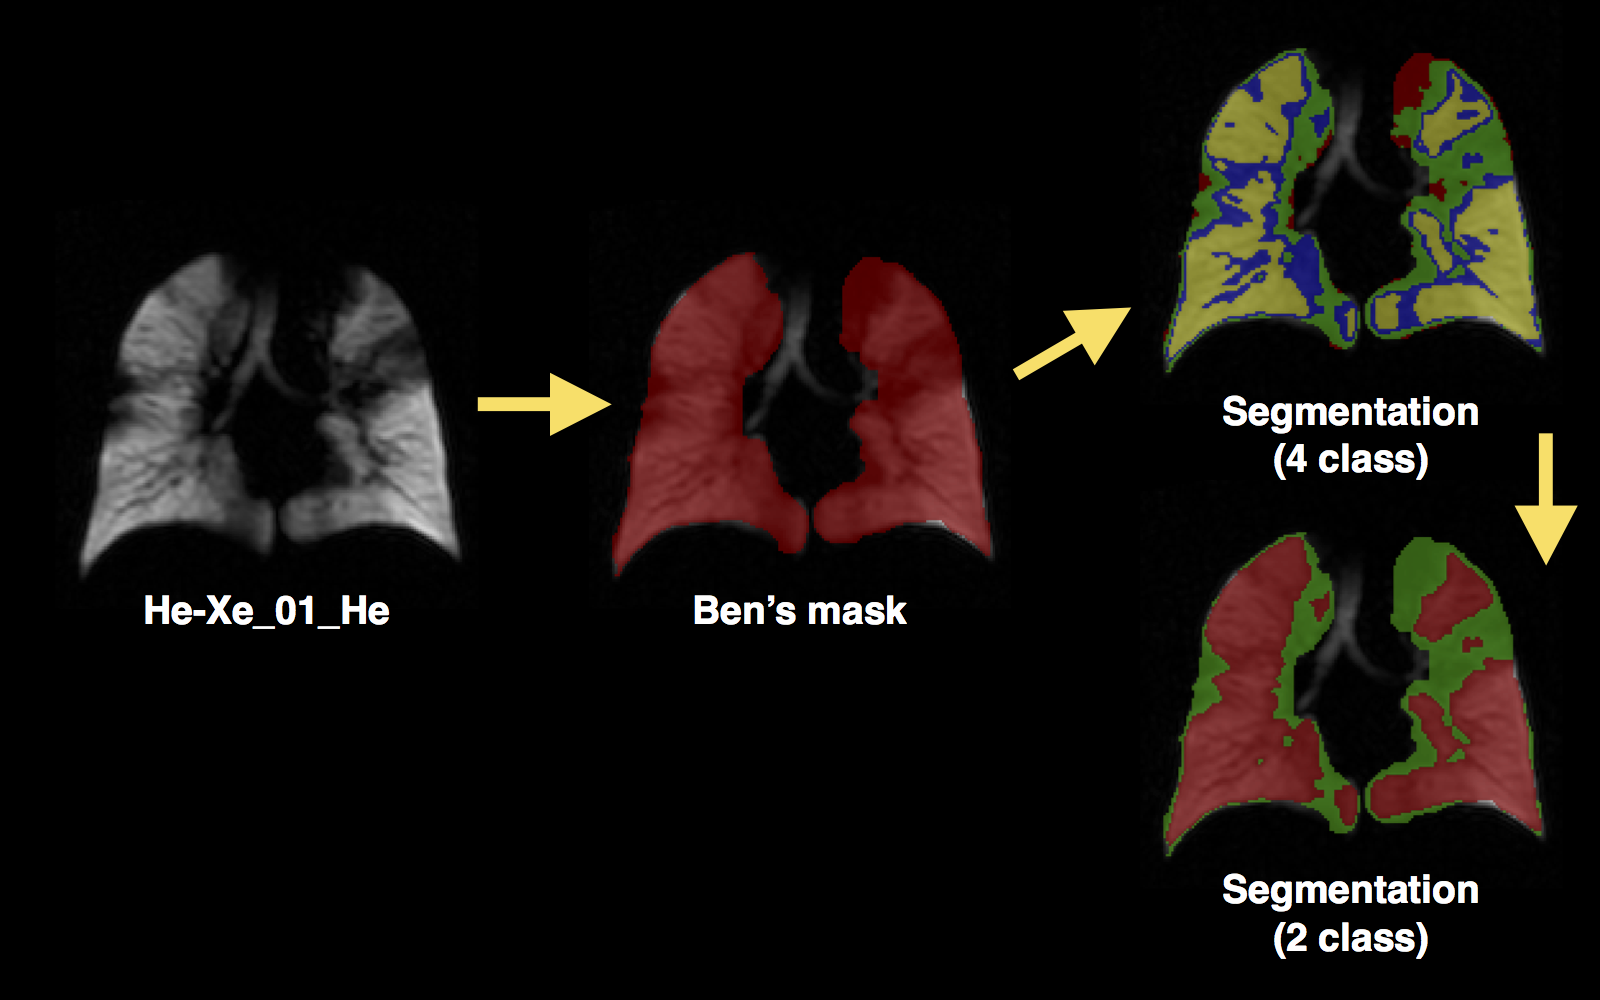 He-Xe_01_He
Ben’s mask
Segmentation
(4 class)
Segmentation
(2 class)